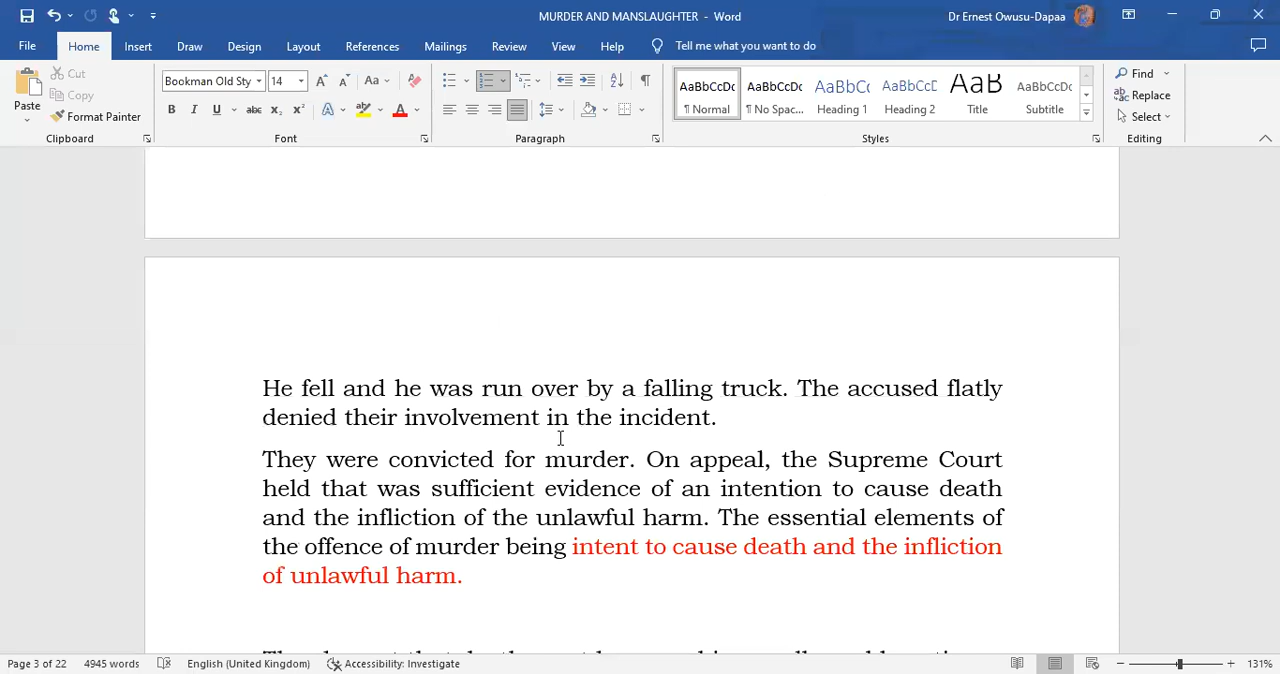 MURDER AND MANSLAUGHTER - Word
Dr Ernest Owusu-Dapaa
File Home Insert Draw Design Layout References Mailings Review View Help Tell me what you want to do
Paste
Cut
Copy
Format Painter
Clipboard
Bookman Old Sty 14
Font
Paragraph
AaBbCcDc AaBbCcDc AaBbCc AaBbCcD AaB AaBbCcDc
¶ Normal ¶ No Spac... Heading 1 Heading 2 Title Subtitle
Styles
Find
Replace
Select
Editing
He fell and he was run over by a falling truck. The accused flatly
denied their involvement in the incident.
They were convicted for murder. On appeal, the Supreme Court
held that was sufficient evidence of an intention to cause death
and the infliction of the unlawful harm. The essential elements of
the offence of murder being intent to cause death and the infliction
of unlawful harm.
Page 3 of 22 4945 words English (United Kingdom) Accessibility: Investigate 131%